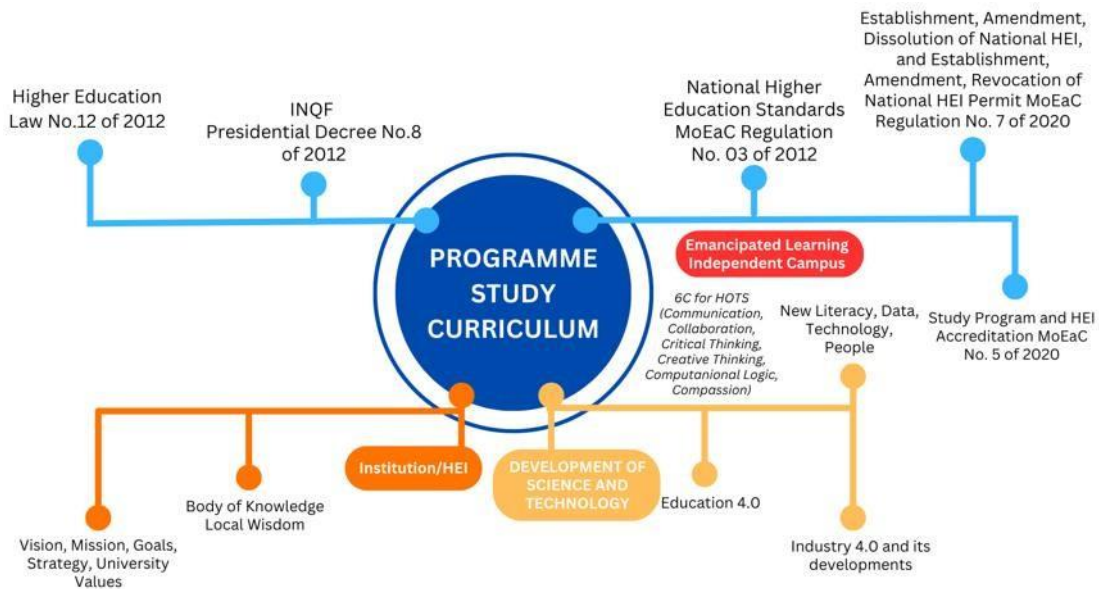 Higher Education
Law No.12 of 2012
INQF
Presidential Decree No.8
of 2012
National Higher
Education Standards
MoEaC Regulation
No. 03 of 2012
Establishment, Amendment,
Dissolution of National HEI,
and Establishment,
Amendment, Revocation of
National HEI Permit MoEaC
Regulation No. 7 of 2020
PROGRAMME
STUDY
CURRICULUM
Emancipated Learning
Independent Campus
6C for HOTS
(Communication,
Collaboration,
Critical Thinking,
Creative Thinking,
Computanional Logic,
Compassion)
New Literacy, Data,
Technology,
People
Study Program and HEI
Accreditation MoEaC
No. 5 of 2020
Institution/HEI
DEVELOPMENT OF
SCIENCE AND
TECHNOLOGY
Body of Knowledge
Local Wisdom
Vision, Mission, Goals,
Strategy, University
Values
Education 4.0
Industry 4.0 and its
developments